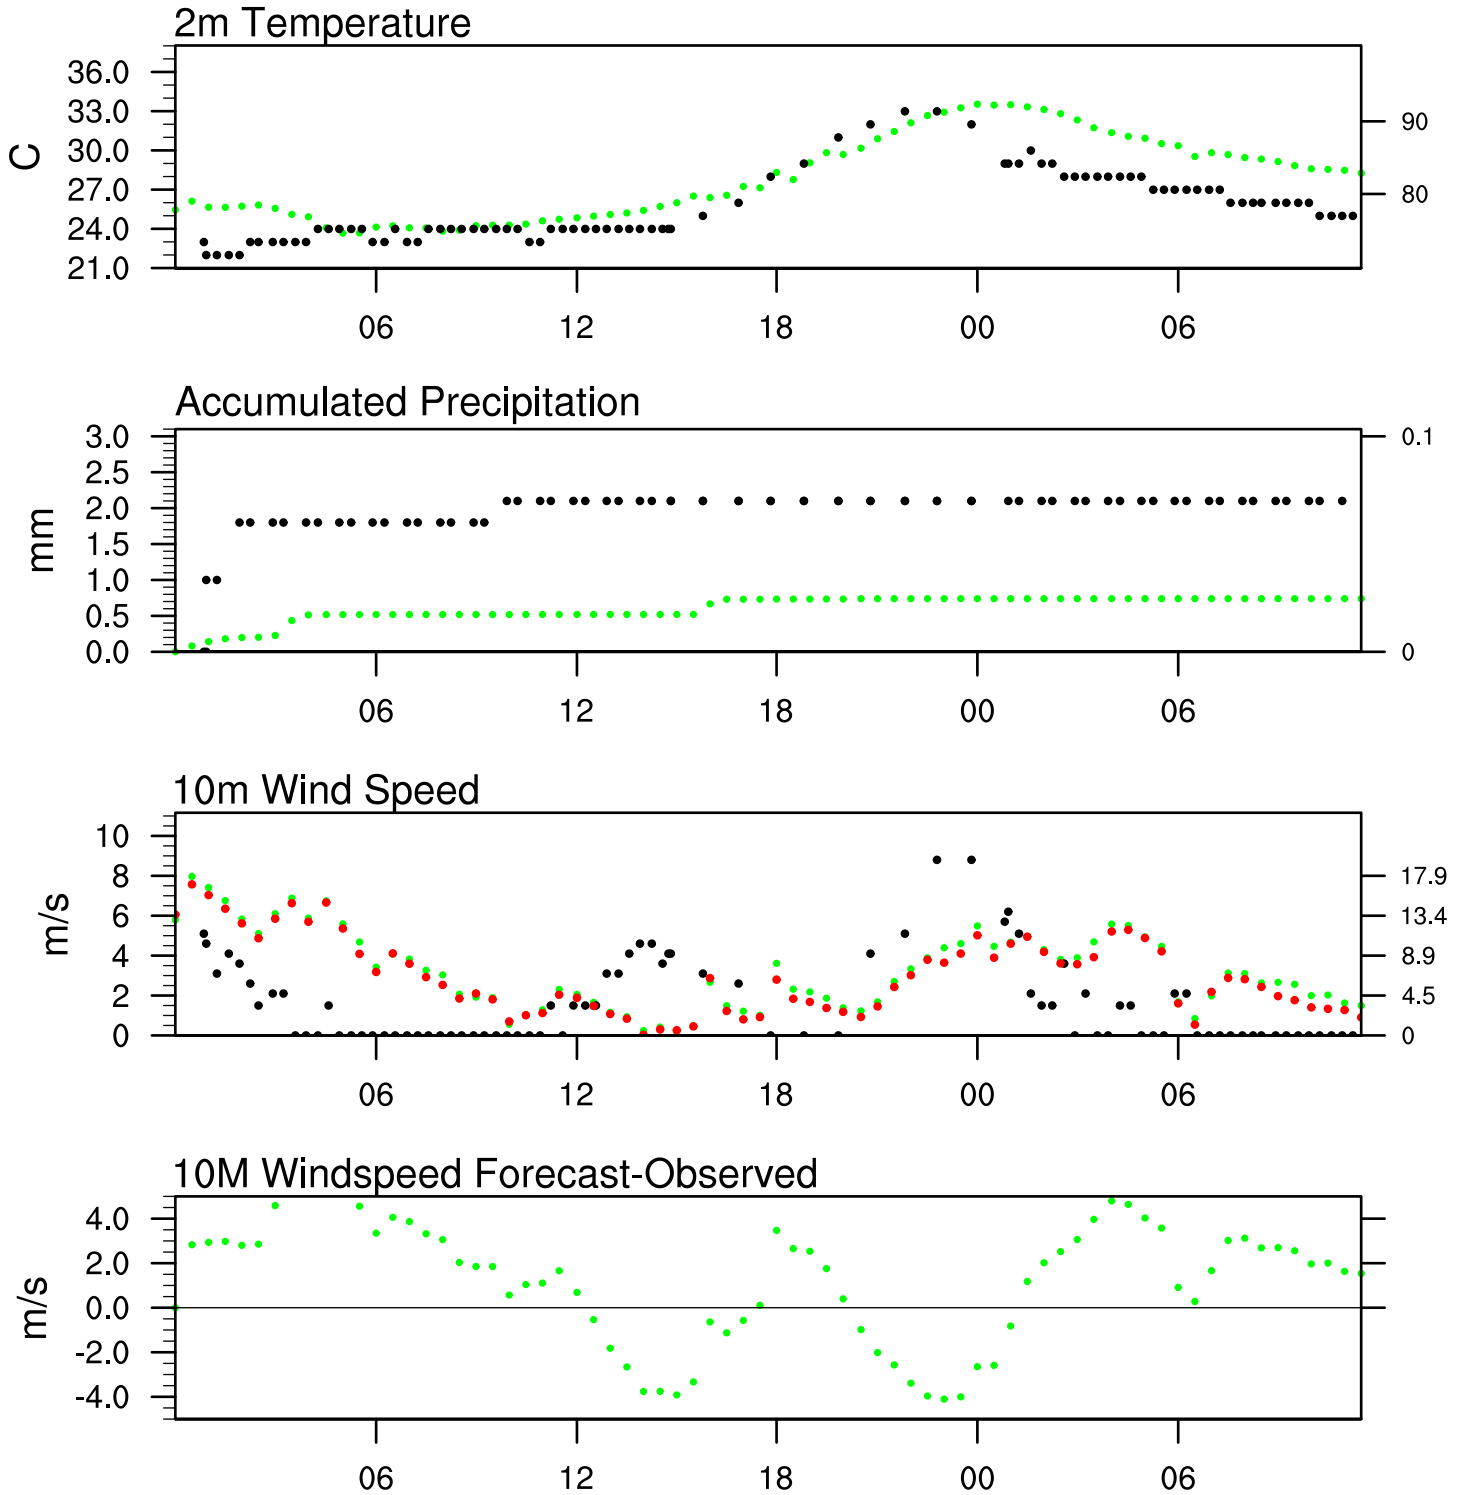 2m Temperature
36.0
33.0
30.0
27.0
24.0
21.0
C
90
80
06 12 18 00 06
Accumulated Precipitation
3.0
2.5
2.0
1.5
1.0
0.5
0.0
mm
0.1
0
06 12 18 00 06
10m Wind Speed
10
8
6
4
2
0
m/s
17.9
13.4
8.9
4.5
0
06 12 18 00 06
10M Windspeed Forecast-Observed
4.0
2.0
0.0
-2.0
-4.0
m/s
06 12 18 00 06